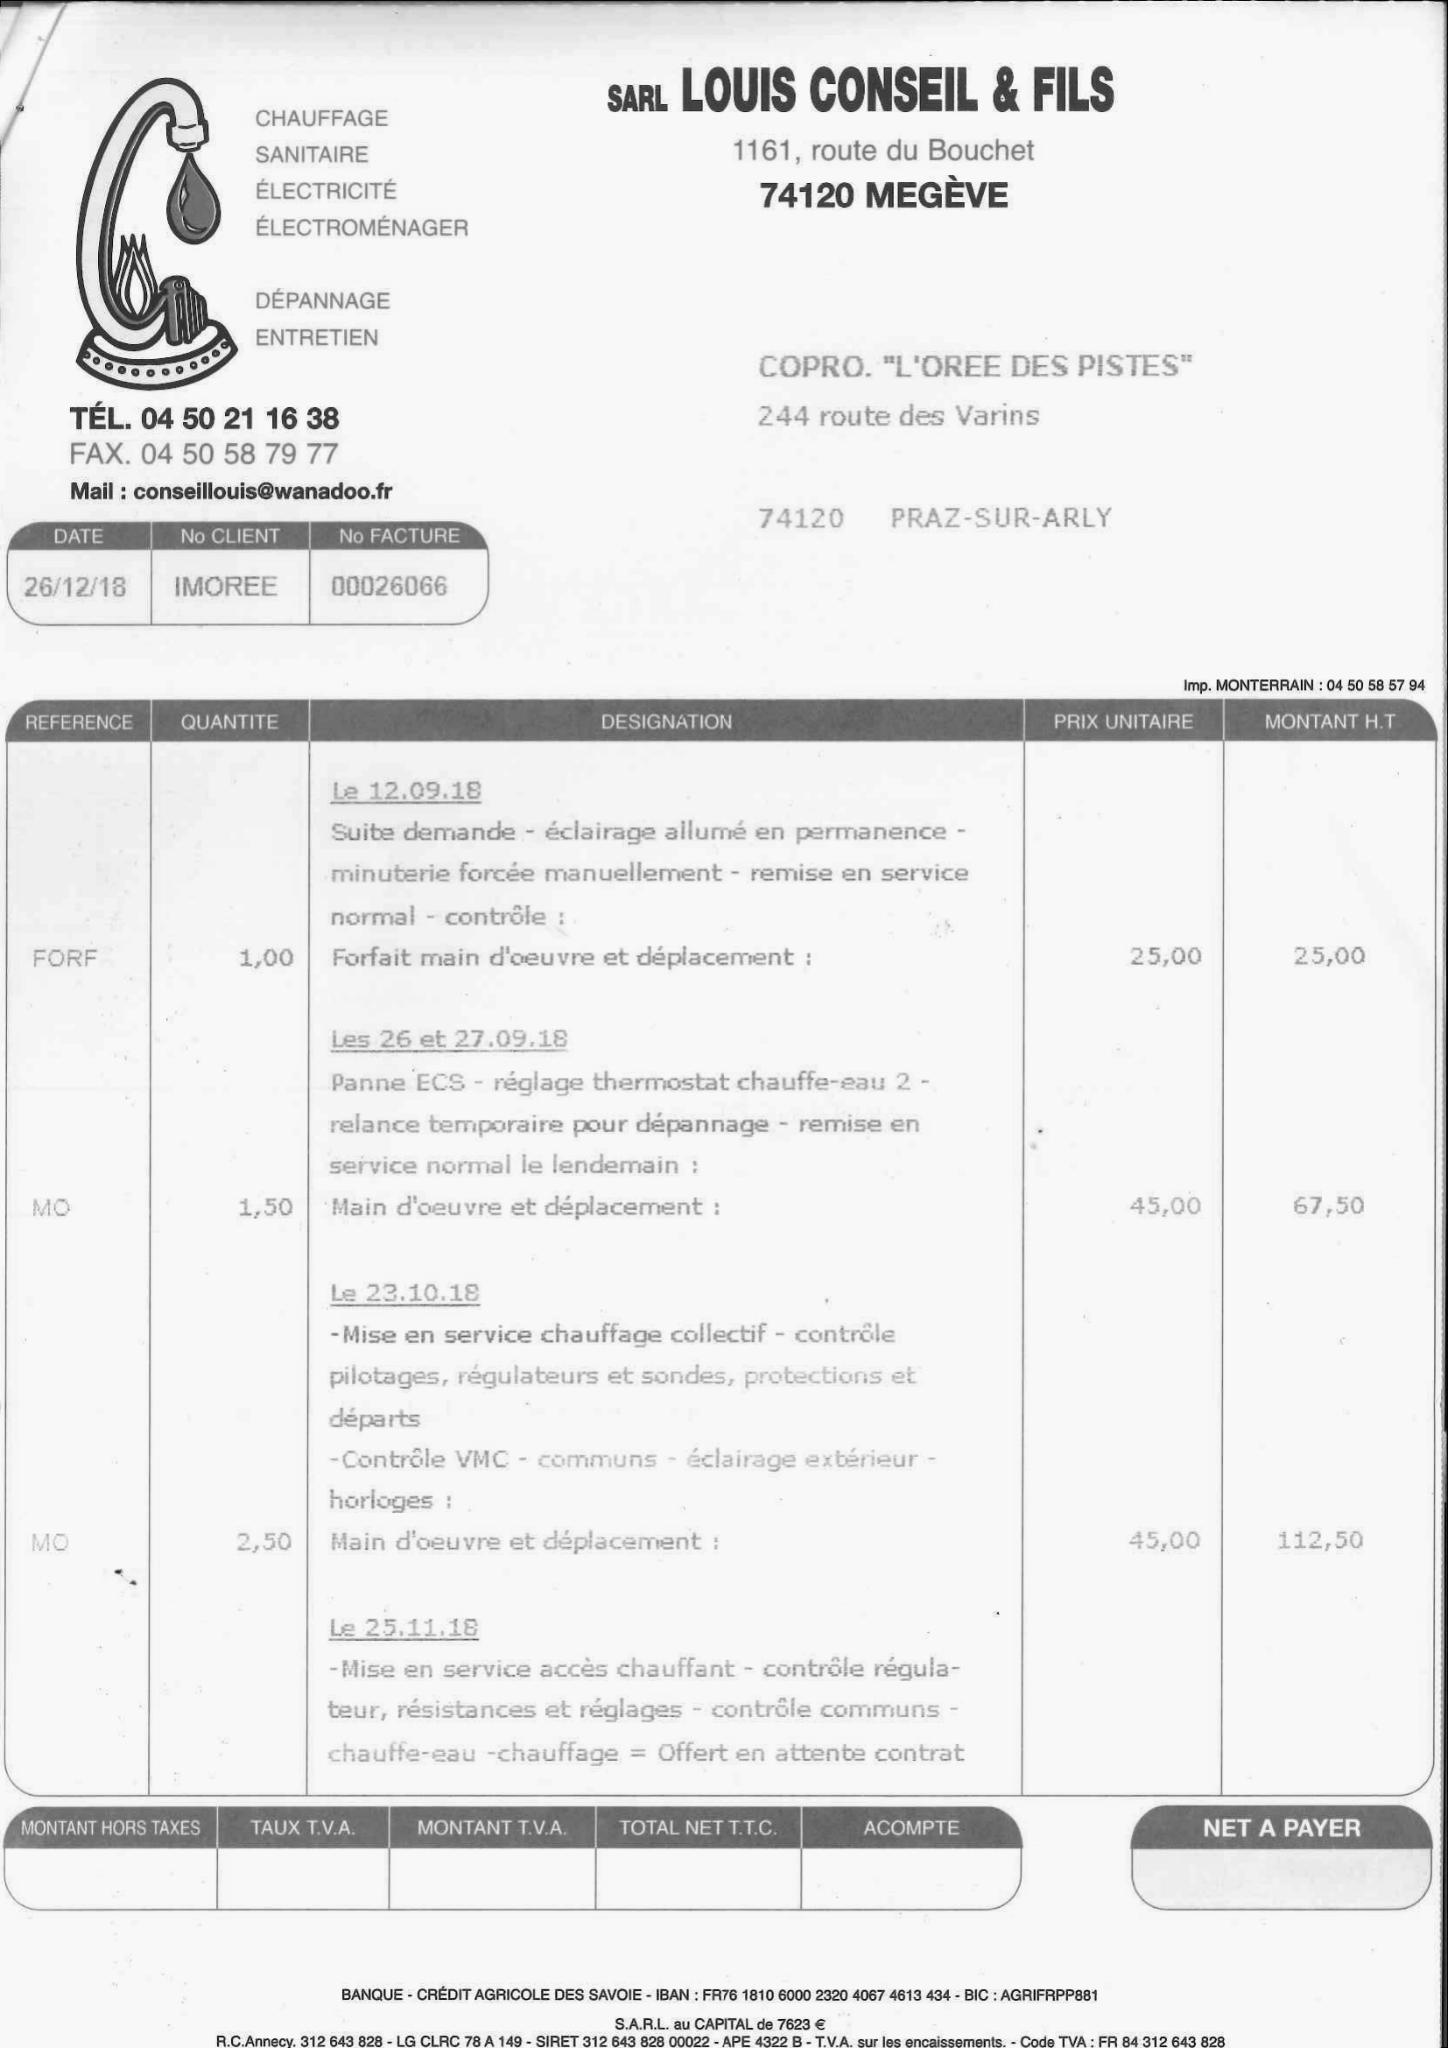 SARL LOUIS CONSEIL & FILS
1161, route du Bouchet
74120 MEGÈVE
CHAUFFAGE
SANITAIRE
ÉLECTRICITÉ
ÉLECTROMÉNAGER
DÉPANNAGE
ENTRETIEN
TÉL. 04 50 21 16 38
FAX. 04 50 58 79 77
Mail : conseillouis@wanadoo.fr
COPRO. "L'OREE DES PISTES"
244 route des Varins
74120 PRAZ-SUR-ARLY
DATE No CLIENT No FACTURE
26/12/18 IMOREE 00026066
Imp. MONTERRAIN : 04 50 58 57 94
REFERENCE QUANTITE DESIGNATION PRIX UNITAIRE MONTANT H.T
Le 12.09.18
Suite demande - éclairage allumé en permanence -
minuterie forcée manuellement - remise en service
normal - contrôle :
FORF 1,00 Forfait main d'oeuvre et déplacement : 25,00 25,00
Les 26 et 27.09.18
Panne ECS - réglage thermostat chauffe-eau 2 -
relance temporaire pour dépannage - remise en
service normal le lendemain :
MO 1,50 Main d'oeuvre et déplacement : 45,00 67,50
Le 23.10.18
-Mise en service chauffage collectif - contrôle
pilotages, régulateurs et sondes, protections et
départs
-Contrôle VMC - communs - éclairage extérieur -
horloges :
MO 2,50 Main d'oeuvre et déplacement : 45,00 112,50
Le 25.11.18
-Mise en service accès chauffant - contrôle régula-
teur, résistances et réglages - contrôle communs -
chauffe-eau -chauffage = Offert en attente contrat
MONTANT HORS TAXES TAUX T.V.A. MONTANT T.V.A. TOTAL NET T.T.C. ACOMPTE NET A PAYER
BANQUE - CRÉDIT AGRICOLE DES SAVOIE - IBAN : FR76 1810 6000 2320 4067 4613 434 - BIC : AGRIFRPP881
S.A.R.L. au CAPITAL de 7623 €
R.C.Annecy. 312 643 828 - LG CLRC 78 A 149 - SIRET 312 643 828 00022 - APE 4322 B - T.V.A. sur les encaissements. - Code TVA : FR 84 312 643 828